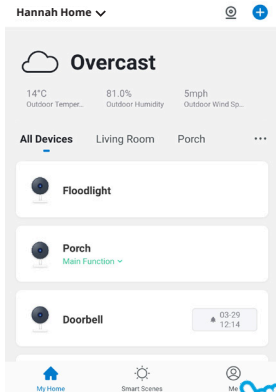 Hannah Home
Overcast
14°C 81.0% 5mph
Outdoor Temper... Outdoor Humidity Outdoor Wind Sp...
All Devices Living Room Porch ...
Floodlight
Porch
Main Function
Doorbell
03-29
12:14
My Home Smart Scenes Me